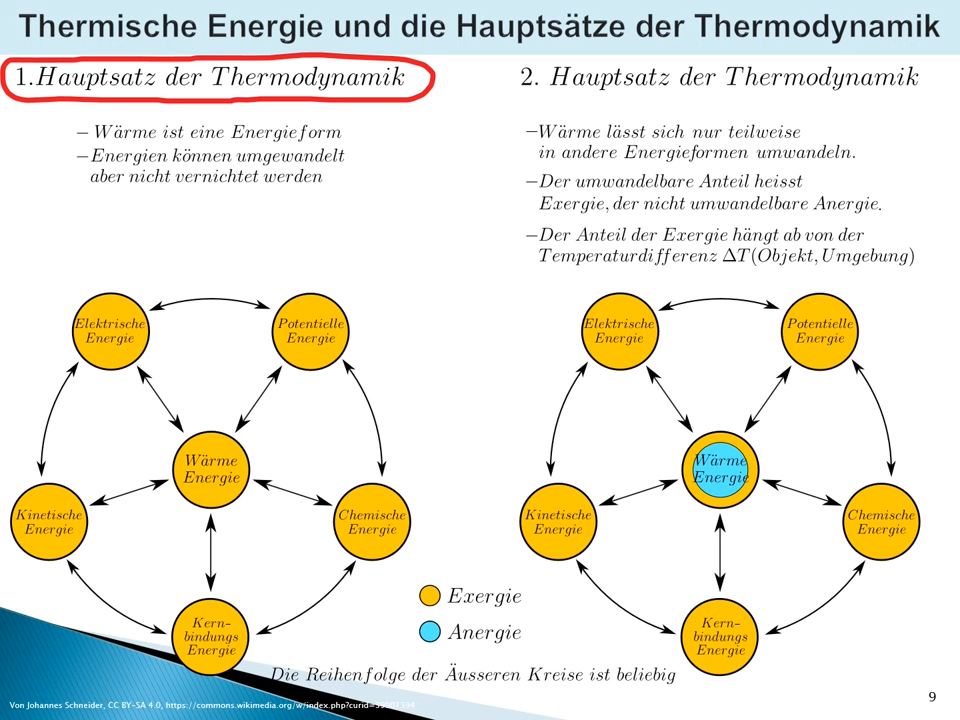 Thermische Energie und die Hauptsätze der Thermodynamik
1.Hauptsatz der Thermodynamik
– Wärme ist eine Energieform
–Energien können umgewandelt
aber nicht vernichtet werden
2. Hauptsatz der Thermodynamik
–Wärme lässt sich nur teilweise
in andere Energieformen umwandeln.
–Der umwandelbare Anteil heisst
Exergie, der nicht umwandelbare Anergie.
–Der Anteil der Exergie hängt ab von der
Temperaturdifferenz ΔT(Objekt, Umgebung)
Elektrische
Energie
Potentielle
Energie
Wärme
Energie
Kinetische
Energie
Chemische
Energie
Kern-
bindungs
Energie
Elektrische
Energie
Potentielle
Energie
Wärme
Energie
Kinetische
Energie
Chemische
Energie
Kern-
bindungs
Energie
Exergie
Anergie
Die Reihenfolge der Äusseren Kreise ist beliebig
Von Johannes Schneider, CC BY-SA 4.0, https://commons.wikimedia.org/w/index.php?curid=
9